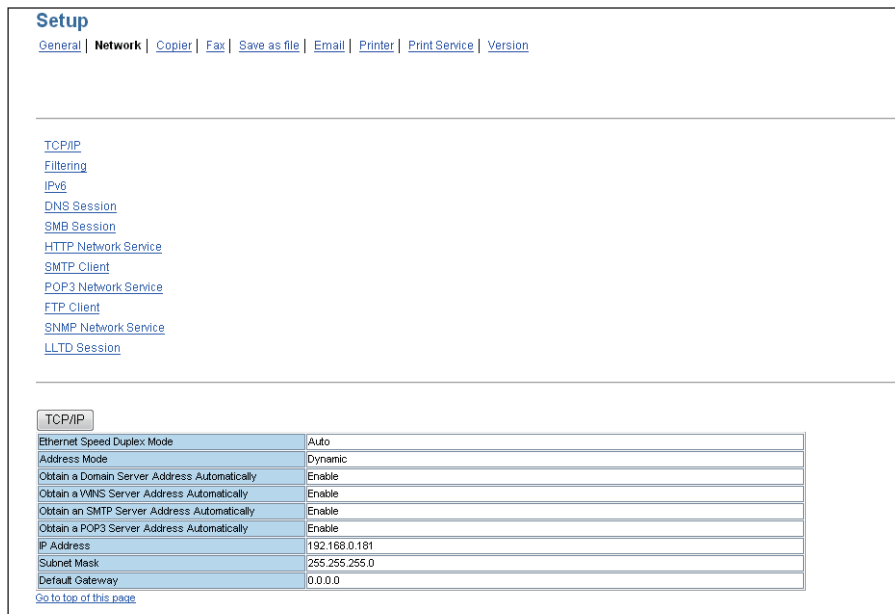 Setup
General | Network | Copier | Fax | Save as file | Email | Printer | Print Service | Version
TCP/IP
Filtering
IPv6
DNS Session
SMB Session
HTTP Network Service
SMTP Client
POP3 Network Service
FTP Client
SNMP Network Service
LLTD Session
TCP/IP
Ethernet Speed Duplex Mode Auto
Address Mode Dynamic
Obtain a Domain Server Address Automatically Enable
Obtain a WINS Server Address Automatically Enable
Obtain an SMTP Server Address Automatically Enable
Obtain a POP3 Server Address Automatically Enable
IP Address 192.168.0.181
Subnet Mask 255.255.255.0
Default Gateway 0.0.0.0
Go to top of this page